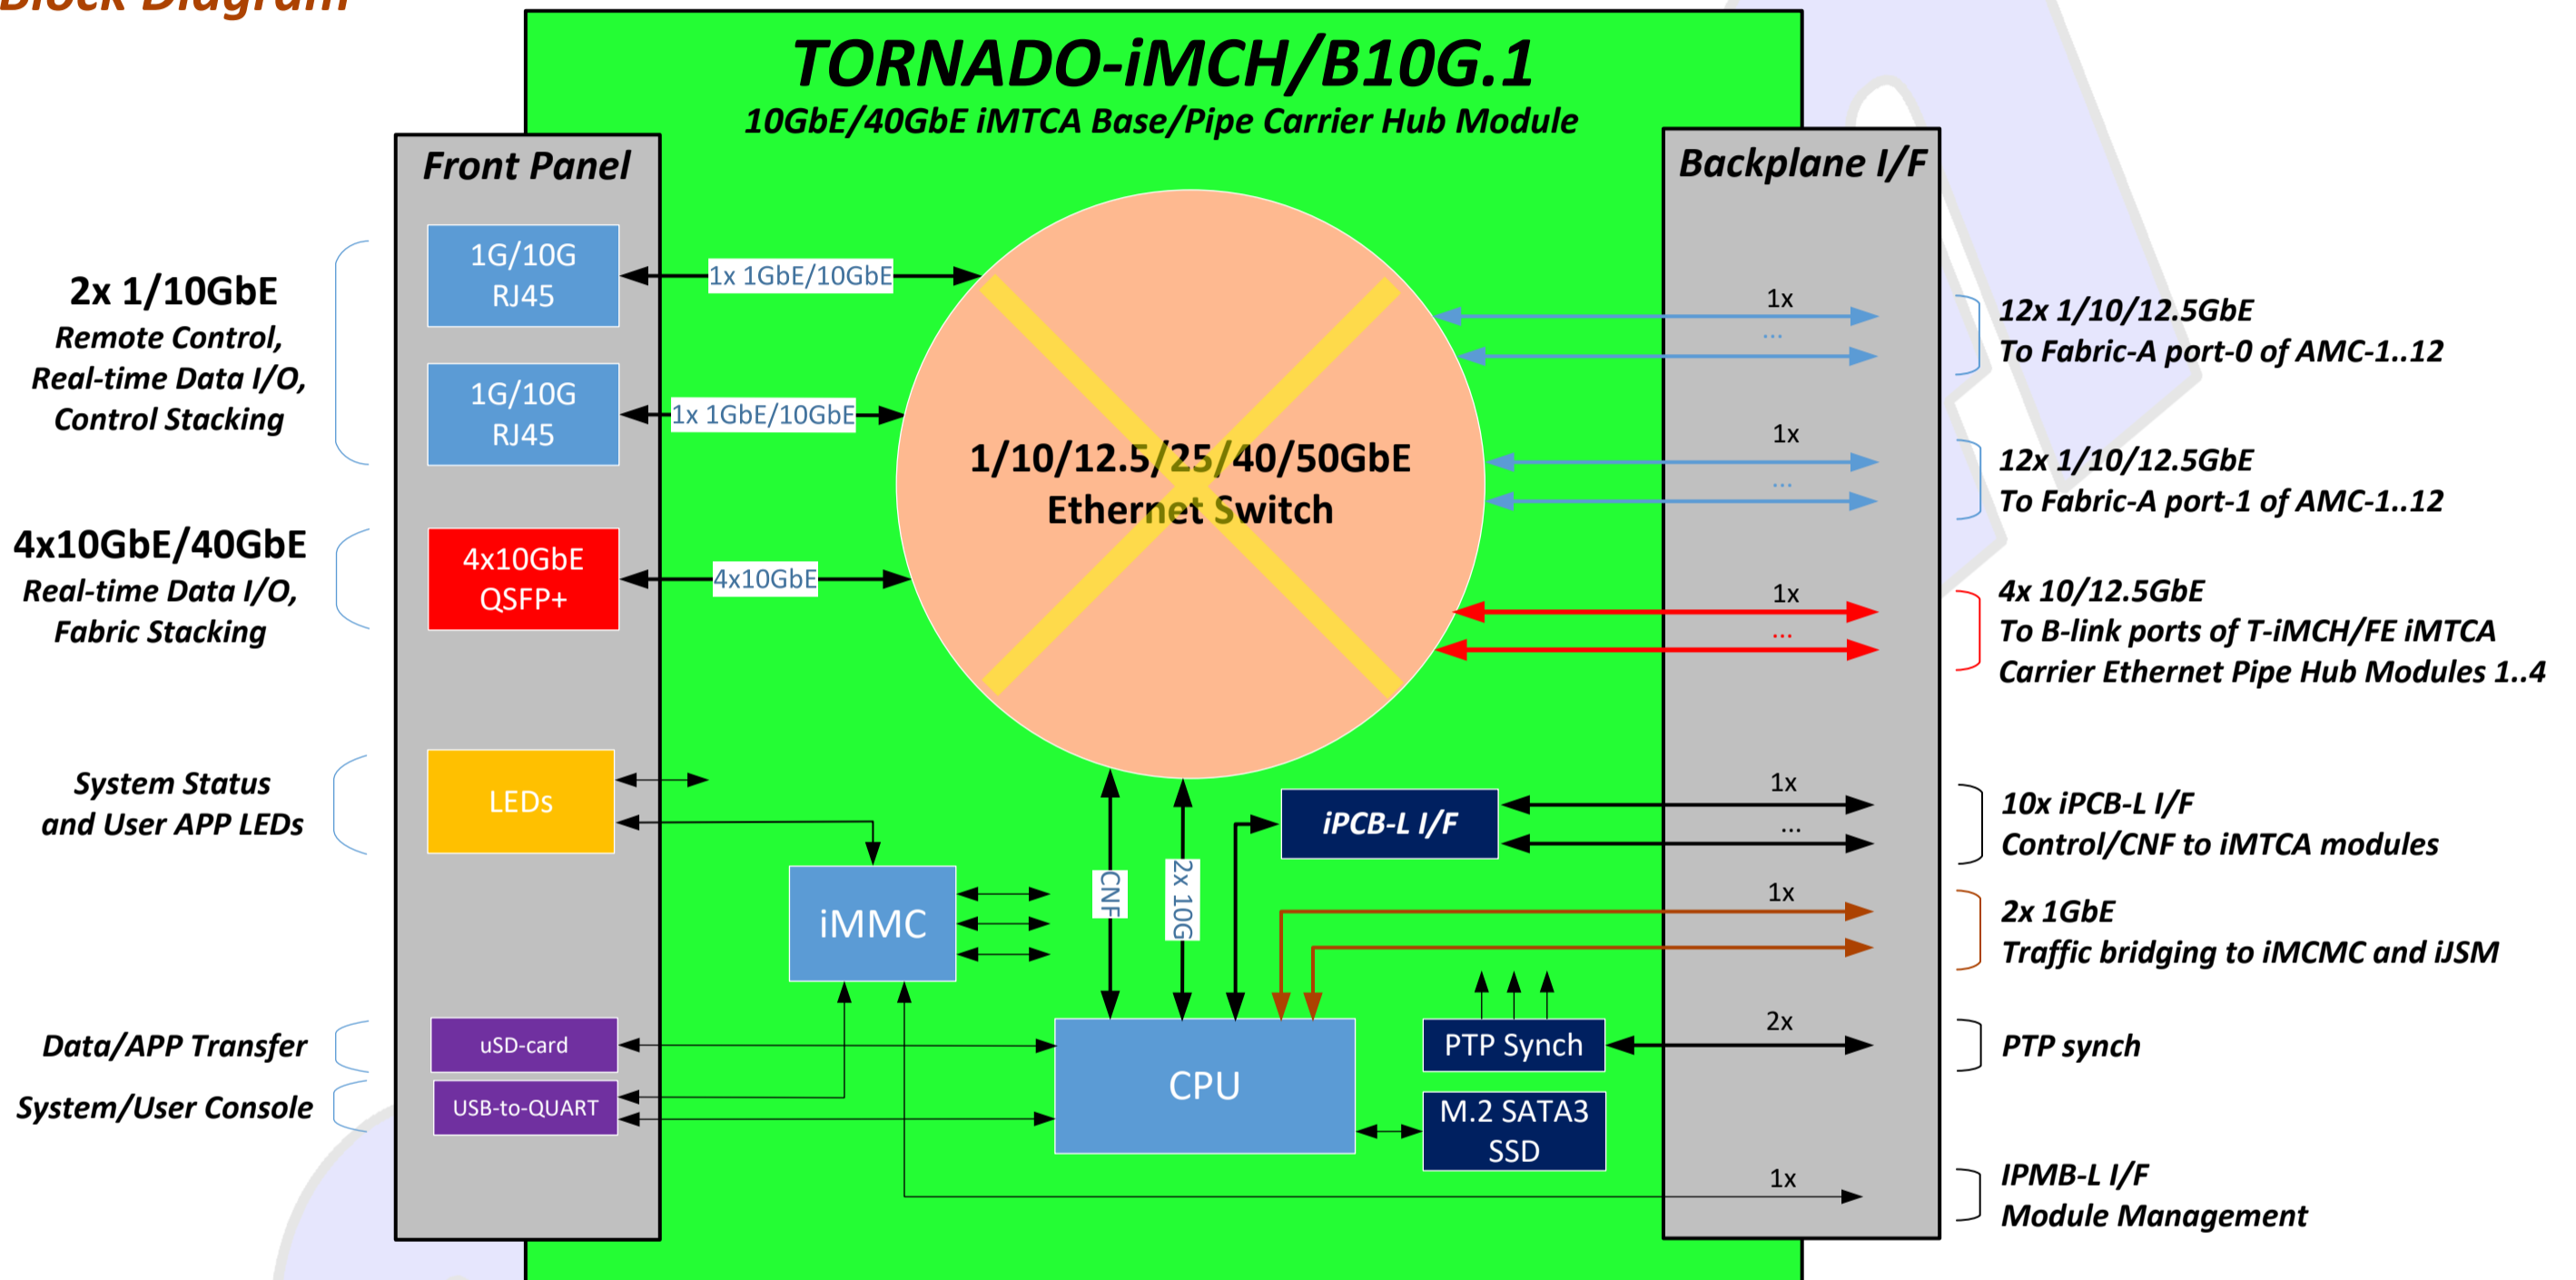 Block Diagram
TORNADO-iMCH/B10G.1
10GbE/40GbE iMTCA Base/Pipe Carrier Hub Module
Front Panel
Backplane I/F
2x 1/10GbE
Remote Control,
Real-time Data I/O,
Control Stacking
1G/10G
RJ45
1x 1GbE/10GbE
1G/10G
RJ45
1x 1GbE/10GbE
4x10GbE/40GbE
Real-time Data I/O,
Fabric Stacking
4x10GbE
QSFP+
4x10GbE
1/10/12.5/25/40/50GbE
Ethernet Switch
1x
...
12x 1/10/12.5GbE
To Fabric-A port-0 of AMC-1..12
1x
...
12x 1/10/12.5GbE
To Fabric-A port-1 of AMC-1..12
1x
...
4x 10/12.5GbE
To B-link ports of T-iMCH/FE iMTCA
Carrier Ethernet Pipe Hub Modules 1..4
System Status
and User APP LEDs
LEDs
iMMC
CNF
2x 10G
iPCB-L I/F
1x
...
10x iPCB-L I/F
Control/CNF to iMTCA modules
1x
2x 1GbE
Traffic bridging to iMCMC and iJSM
Data/APP Transfer
uSD-card
System/User Console
USB-to-QUART
CPU
PTP Synch
2x
PTP synch
M.2 SATA3
SSD
1x
IPMB-L I/F
Module Management